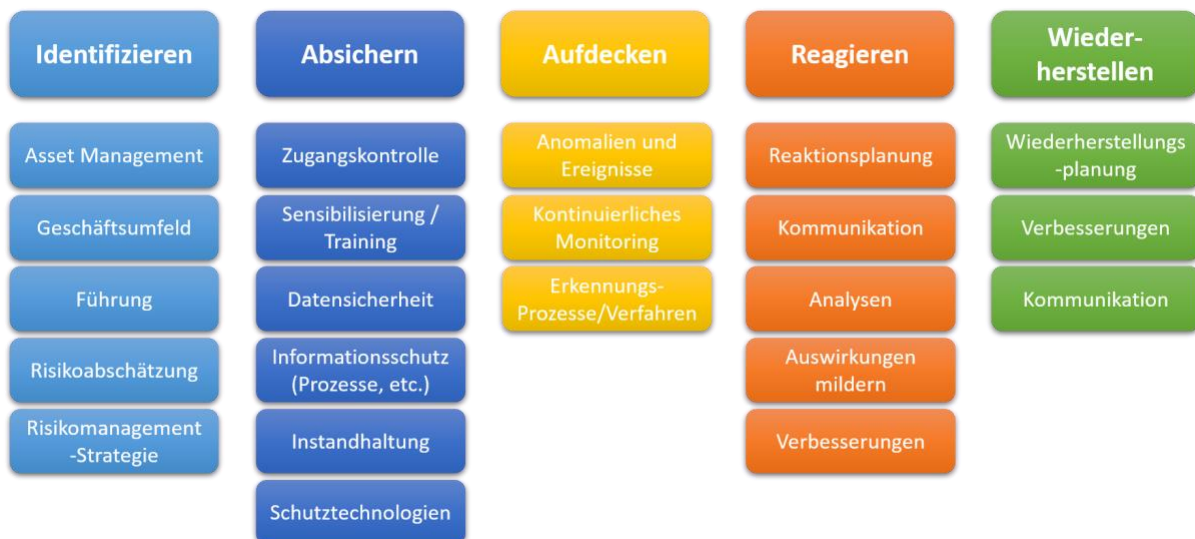 Identifizieren
Absichern
Aufdecken
Reagieren
Wieder-
herstellen
Asset Management
Geschäftsumfeld
Führung
Risikoabschätzung
Risikomanagement
-Strategie
Zugangskontrolle
Sensibilisierung /
Training
Datensicherheit
Informationsschutz
(Prozesse, etc.)
Instandhaltung
Schutztechnologien
Anomalien und
Ereignisse
Kontinuierliches
Monitoring
Erkennungs-
Prozesse/Verfahren
Reaktionsplanung
Kommunikation
Analysen
Auswirkungen
mildern
Verbesserungen
Wiederherstellungs
-planung
Verbesserungen
Kommunikation